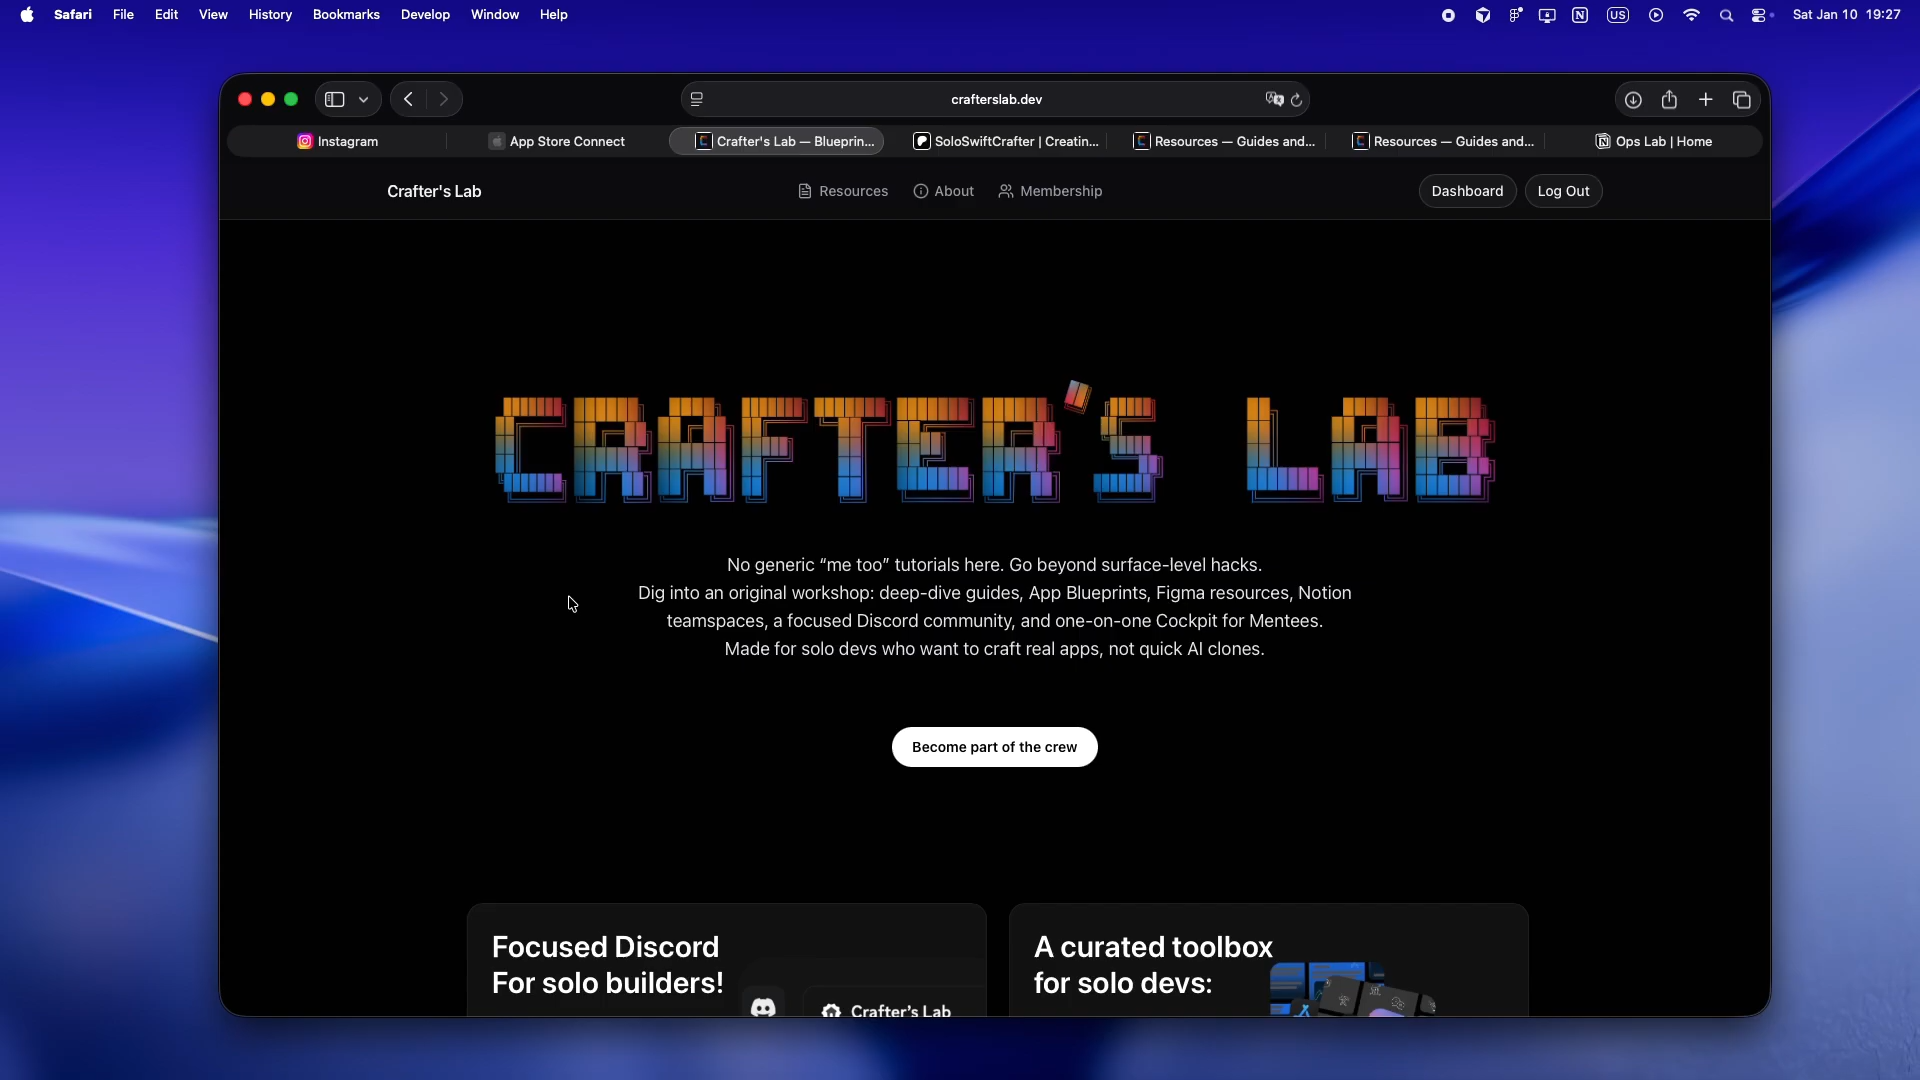 Safari File Edit View History Bookmarks Develop Window Help US Sat Jan 10 19:27
crafterslab.dev
Instagram App Store Connect Crafter's Lab — Blueprin... SoloSwiftCrafter | Creatin... Resources — Guides and... Resources — Guides and... Ops Lab | Home
Crafter's Lab Resources About Membership Dashboard Log Out
CRAFTER'S LAB
No generic “me too” tutorials here. Go beyond surface-level hacks.
Dig into an original workshop: deep-dive guides, App Blueprints, Figma resources, Notion
teamspaces, a focused Discord community, and one-on-one Cockpit for Mentees.
Made for solo devs who want to craft real apps, not quick AI clones.
Become part of the crew
Focused Discord
For solo builders!
Crafter's Lab
A curated toolbox
for solo devs: